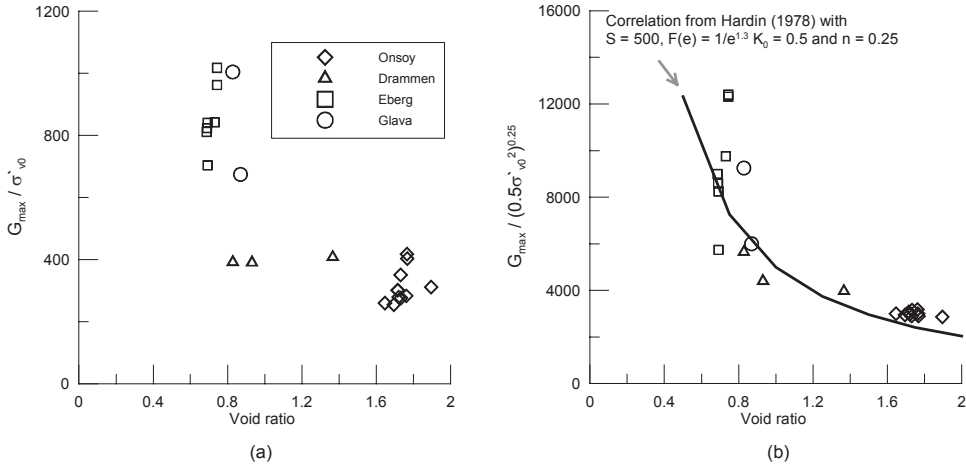 1200
800
400
0
G_max / σ`_v0
0 0.4 0.8 1.2 1.6 2
Void ratio
(a)
Onsoy
Drammen
Eberg
Glava
16000
12000
8000
4000
0
G_max / (0.5σ`_v0²)^0.25
Correlation from Hardin (1978) with
S = 500, F(e) = 1/e^1.3 K_0 = 0.5 and n = 0.25
0 0.4 0.8 1.2 1.6 2
Void ratio
(b)